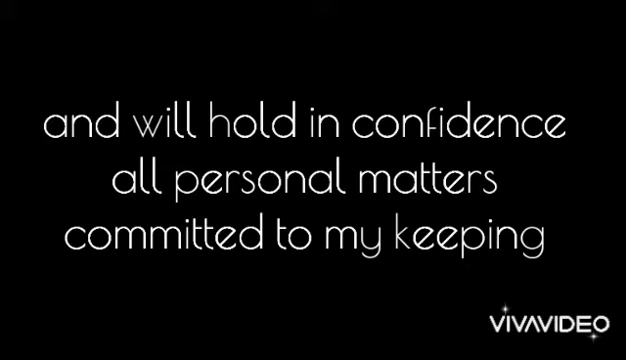 and will hold in confidence
all personal matters
committed to my keeping
VIVAVIDEO